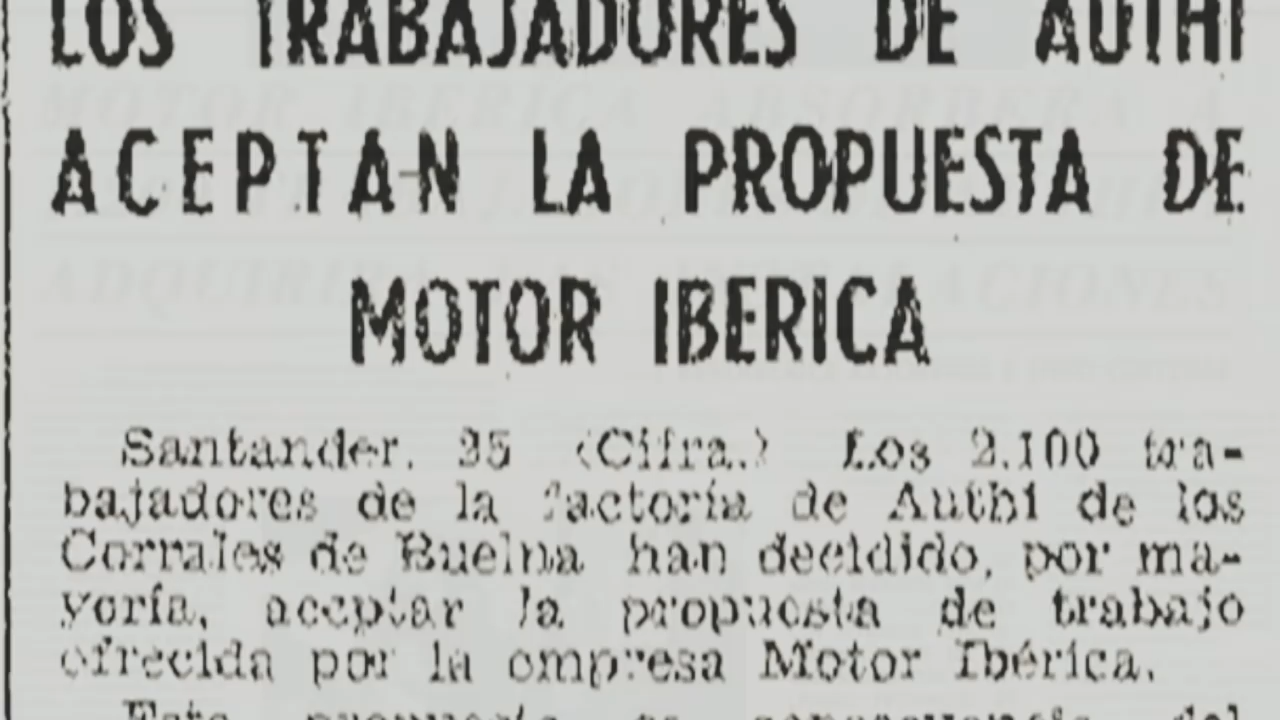 LOS TRABAJADORES DE AUTHI
ACEPTAN LA PROPUESTA DE
MOTOR IBERICA
Santander, 25 (Cifra.) Los 2.100 tra-
bajadores de la factoría de Authi de los
Corrales de Buelna han decidido, por ma-
yoría, aceptar la propuesta de trabajo
ofrecida por la empresa Motor Ibérica.